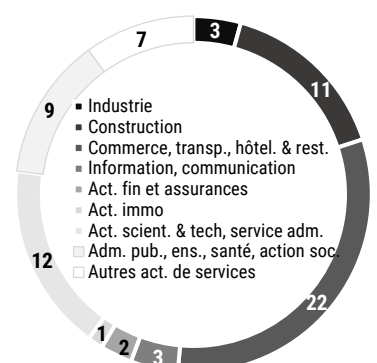 3
7
11
9
Industrie
Construction
Commerce, transp., hôtel. & rest.
Information, communication
Act. fin et assurances
Act. immo
Act. scient. & tech, service adm.
Adm. pub., ens., santé, action soc.
Autres act. de services
12
22
1
2
3